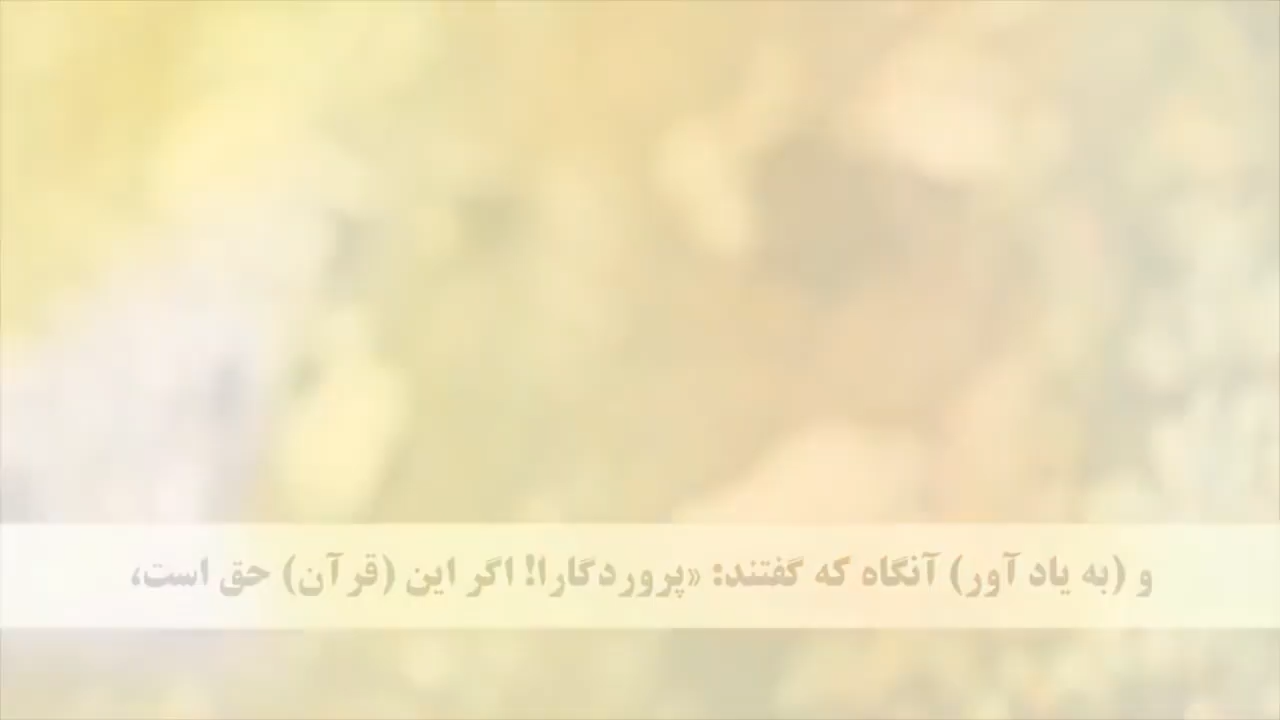 و (به یاد آور) آنگاه که گفتند: «پروردگارا! اگر این (قرآن) حق است،